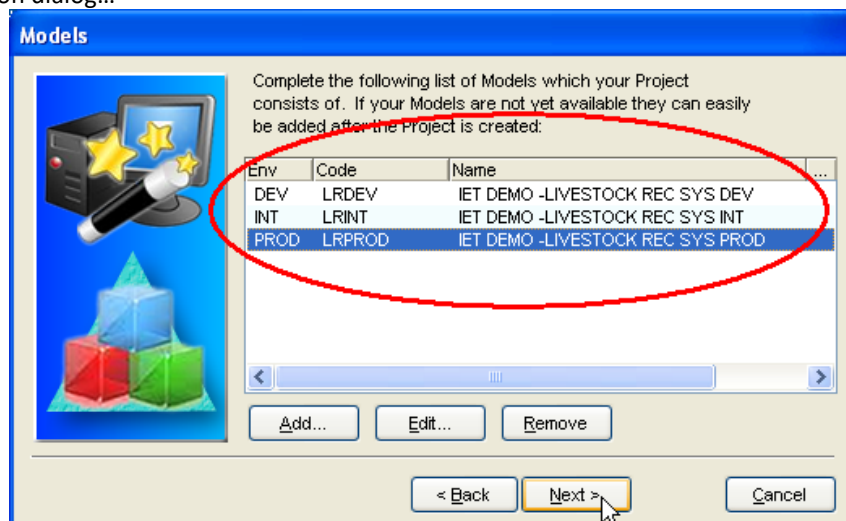 on dialog...
Models
Complete the following list of Models which your Project
consists of. If your Models are not yet available they can easily
be added after the Project is created:
Env Code Name ...
DEV LRDEV IET DEMO -LIVESTOCK REC SYS DEV
INT LRINT IET DEMO -LIVESTOCK REC SYS INT
PROD LRPROD IET DEMO -LIVESTOCK REC SYS PROD
Add... Edit... Remove
< Back Next > Cancel